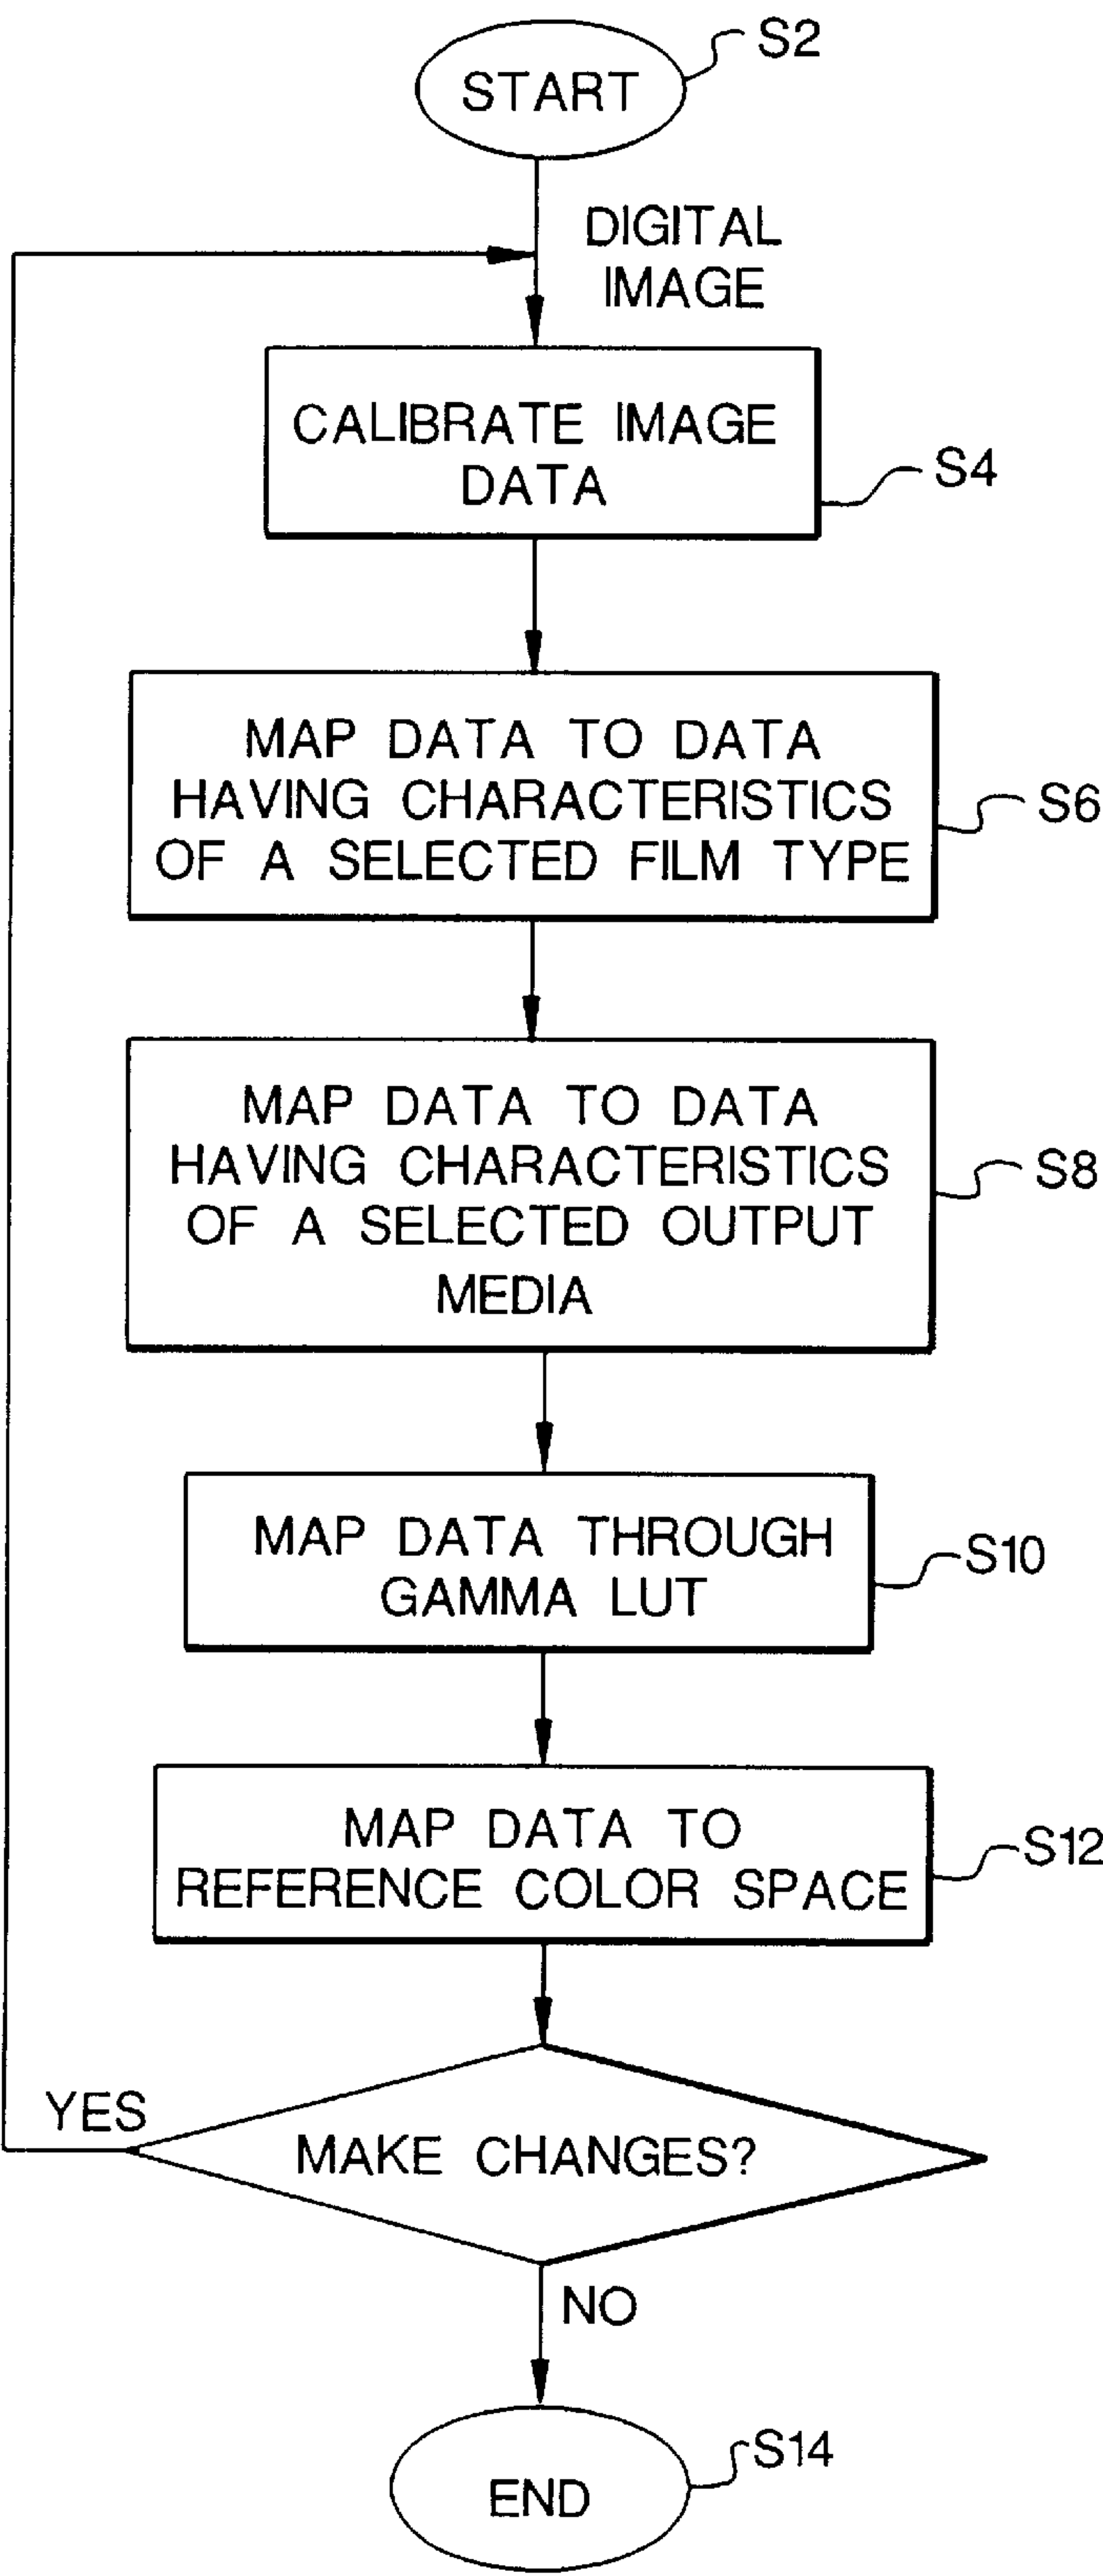 START
S2
DIGITAL
IMAGE
CALIBRATE IMAGE
DATA
S4
MAP DATA TO DATA
HAVING CHARACTERISTICS
OF A SELECTED FILM TYPE
S6
MAP DATA TO DATA
HAVING CHARACTERISTICS
OF A SELECTED OUTPUT
MEDIA
S8
MAP DATA THROUGH
GAMMA LUT
S10
MAP DATA TO
REFERENCE COLOR SPACE
S12
YES
MAKE CHANGES?
NO
END
S14